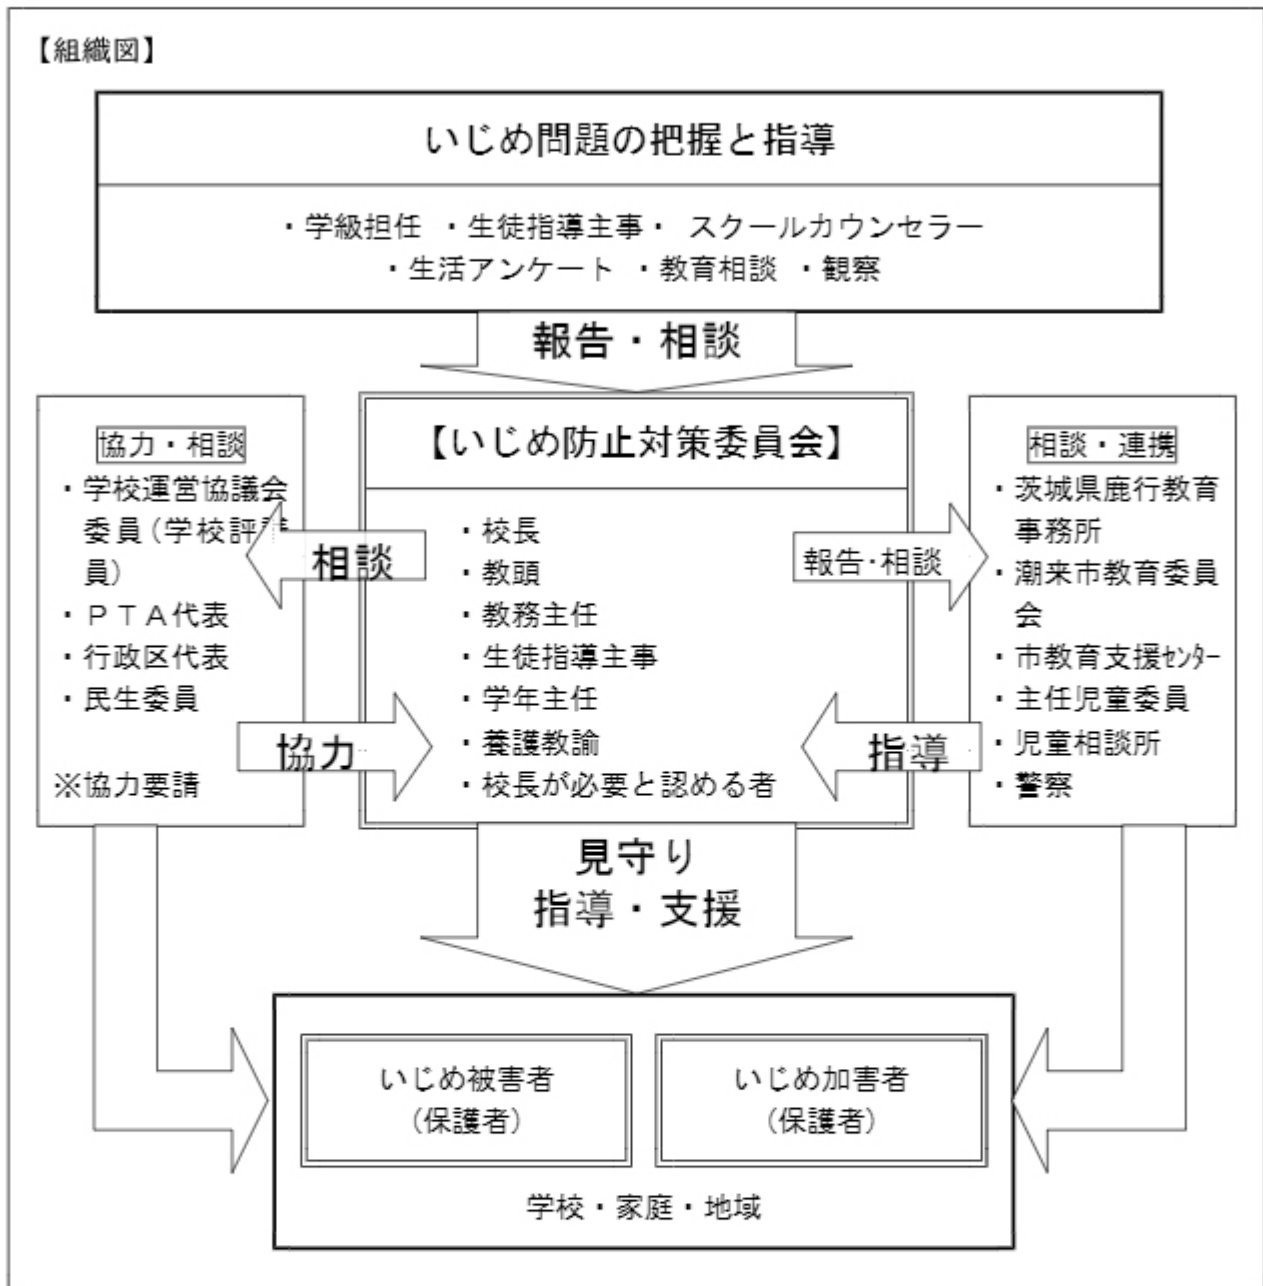 【組織図】
いじめ問題の把握と指導
・学級担任 ・生徒指導主事・ スクールカウンセラー
・生活アンケート ・教育相談 ・観察
報告・相談
協力・相談
・学校運営協議会
委員(学校評議
員)
・ＰＴＡ代表
・行政区代表
・民生委員
※協力要請
相談
協力
【いじめ防止対策委員会】
・校長
・教頭
・教務主任
・生徒指導主事
・学年主任
・養護教諭
・校長が必要と認める者
報告・相談
指導
相談・連携
・茨城県鹿行教育
事務所
・潮来市教育委員
会
・市教育支援ｾﾝﾀｰ
・主任児童委員
・児童相談所
・警察
見守り
指導・支援
いじめ被害者
(保護者)
いじめ加害者
(保護者)
学校・家庭・地域